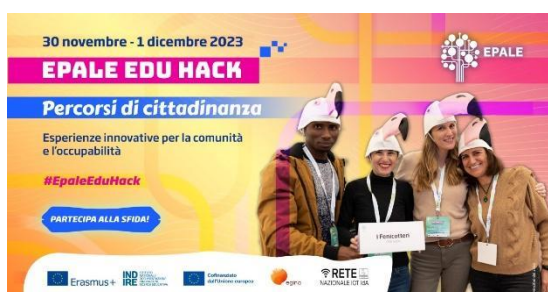 30 novembre - 1 dicembre 2023
EPALE EDU HACK
Percorsi di cittadinanza
Esperienze innovative per la comunità
e l'occupabilità
#EpaleEduHack
PARTECIPA ALLA SFIDA!
EPALE
I Fenicotteri
Erasmus+
INDIRE
Cofinanziato
dall'Unione europea
RETE
NAZIONALE IOT IDA